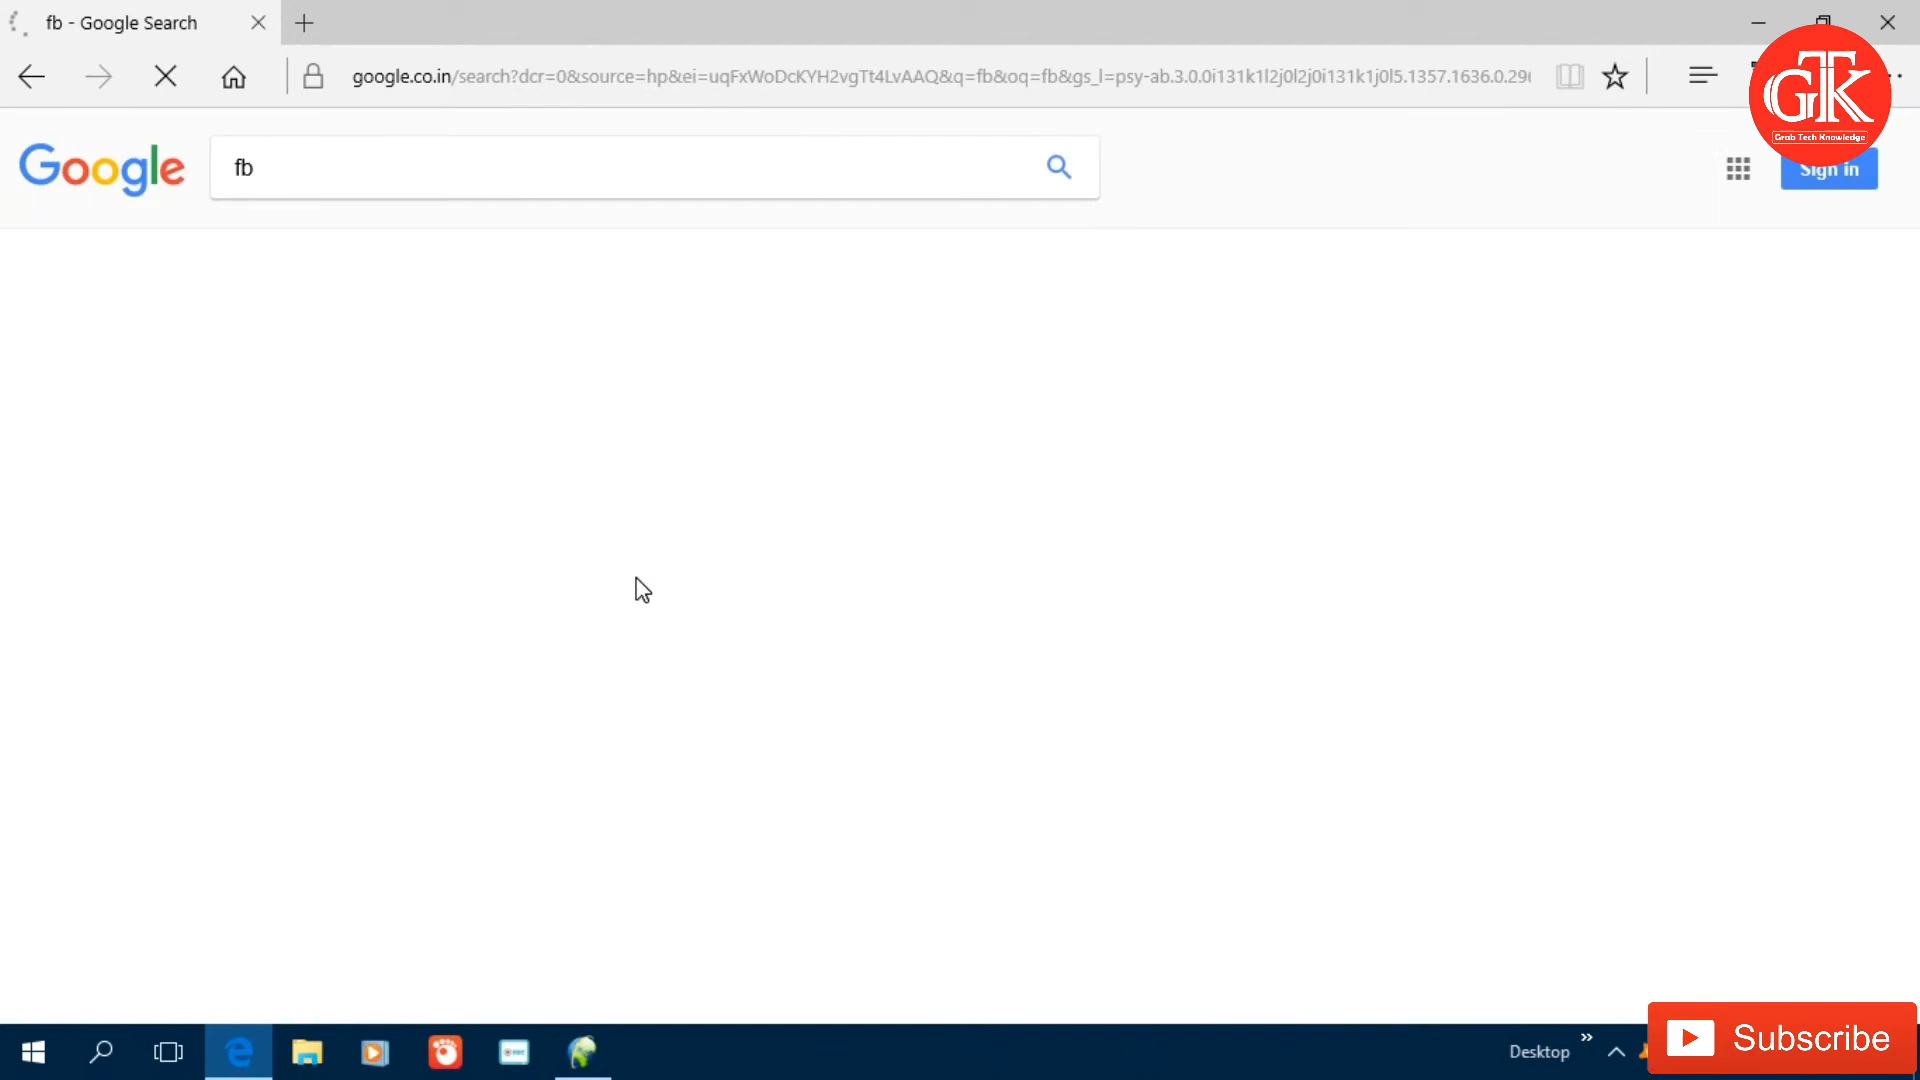 fb - Google Search
google.co.in/search?dcr=0&source=hp&ei=uqFxWoDcKYH2vgTt4LvAAQ&q=fb&oq=fb&gs_l=psy-ab.3.0.0i131k1l2j0l2j0i131k1j0l5.1357.1636.0.296
GTK
Grab Tech Knowledge
Google
fb
Sign in
Desktop
Subscribe